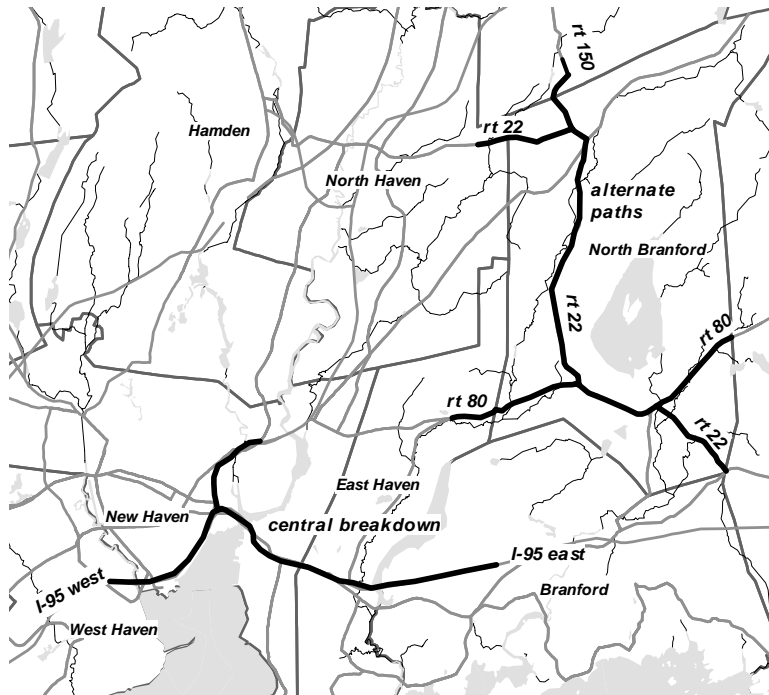 rt 150
Hamden
rt 22
North Haven
alternate
paths
North Branford
rt 22
rt 80
rt 80
rt 22
East Haven
New Haven
central breakdown
I-95 east
I-95 west
Branford
West Haven